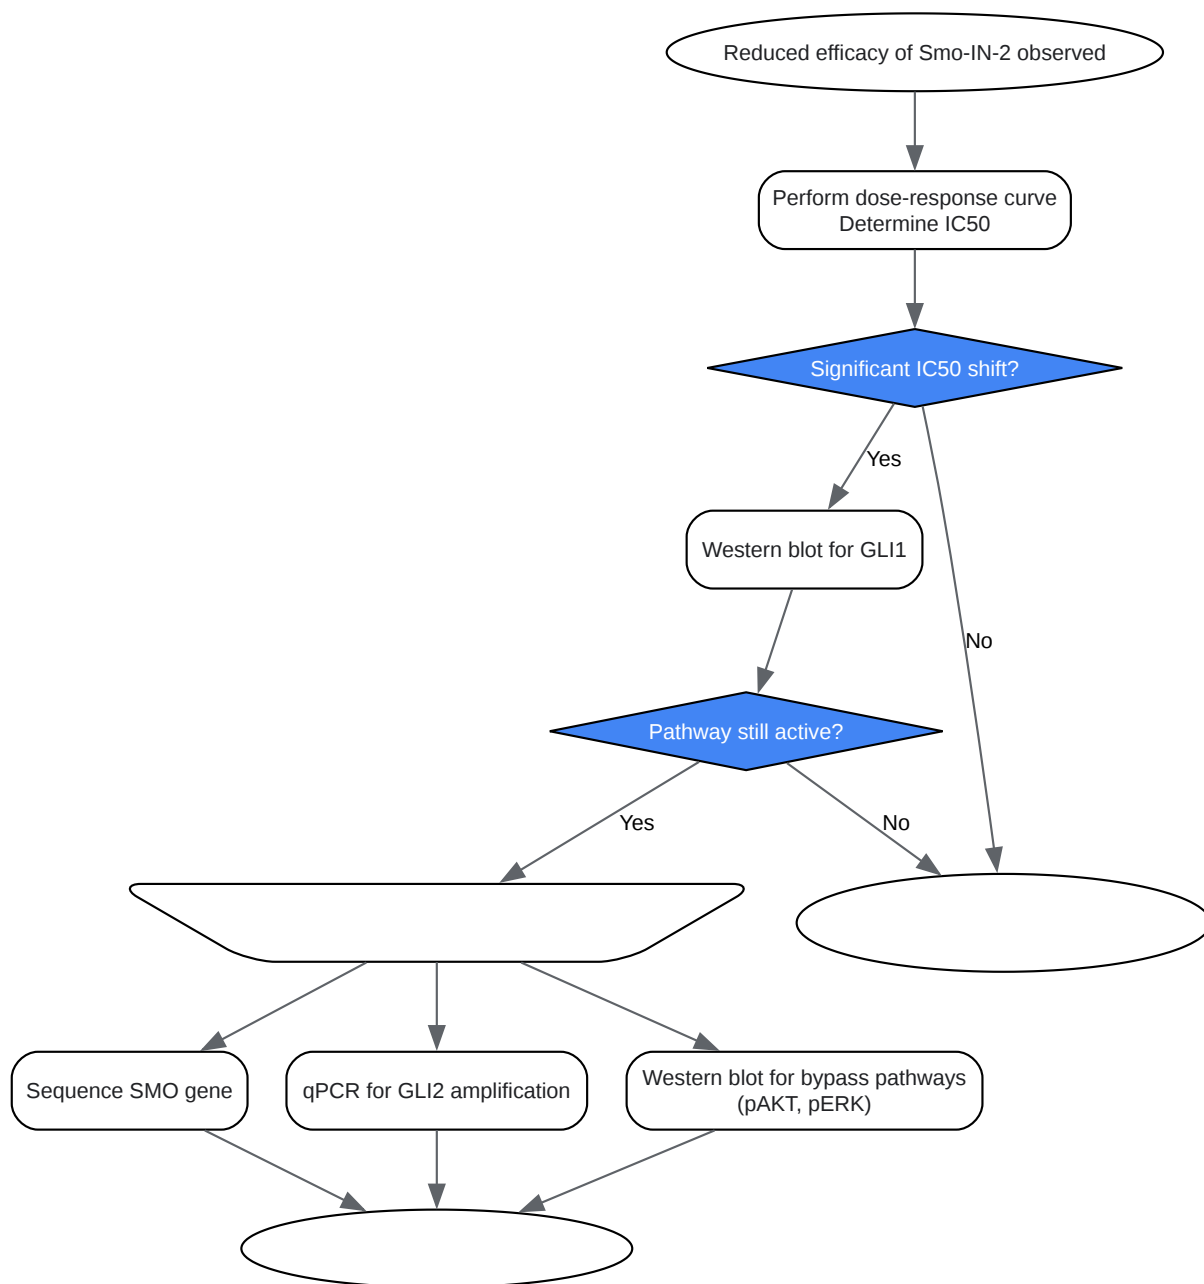 Reduced efficacy of Smo-IN-2 observed
Perform dose-response curve
Determine IC50
Significant IC50 shift?
Yes
Western blot for GLI1
No
Pathway still active?
Yes
No
Sequence SMO gene
qPCR for GLI2 amplification
Western blot for bypass pathways
(pAKT, pERK)